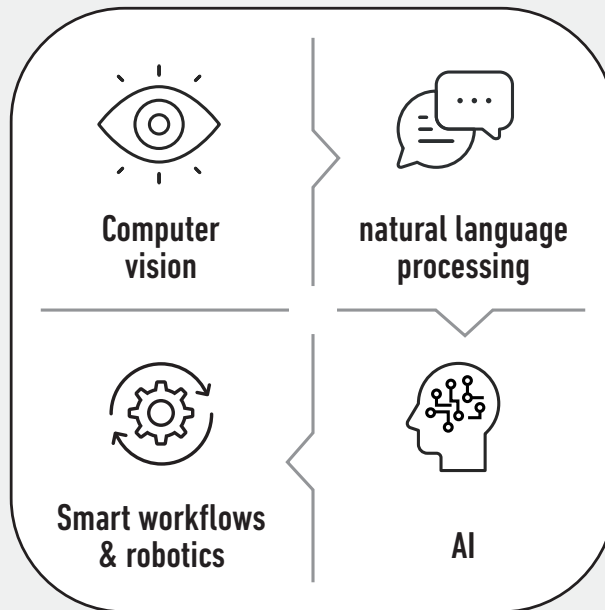 Computer
vision
natural language
processing
Smart workflows
& robotics
AI